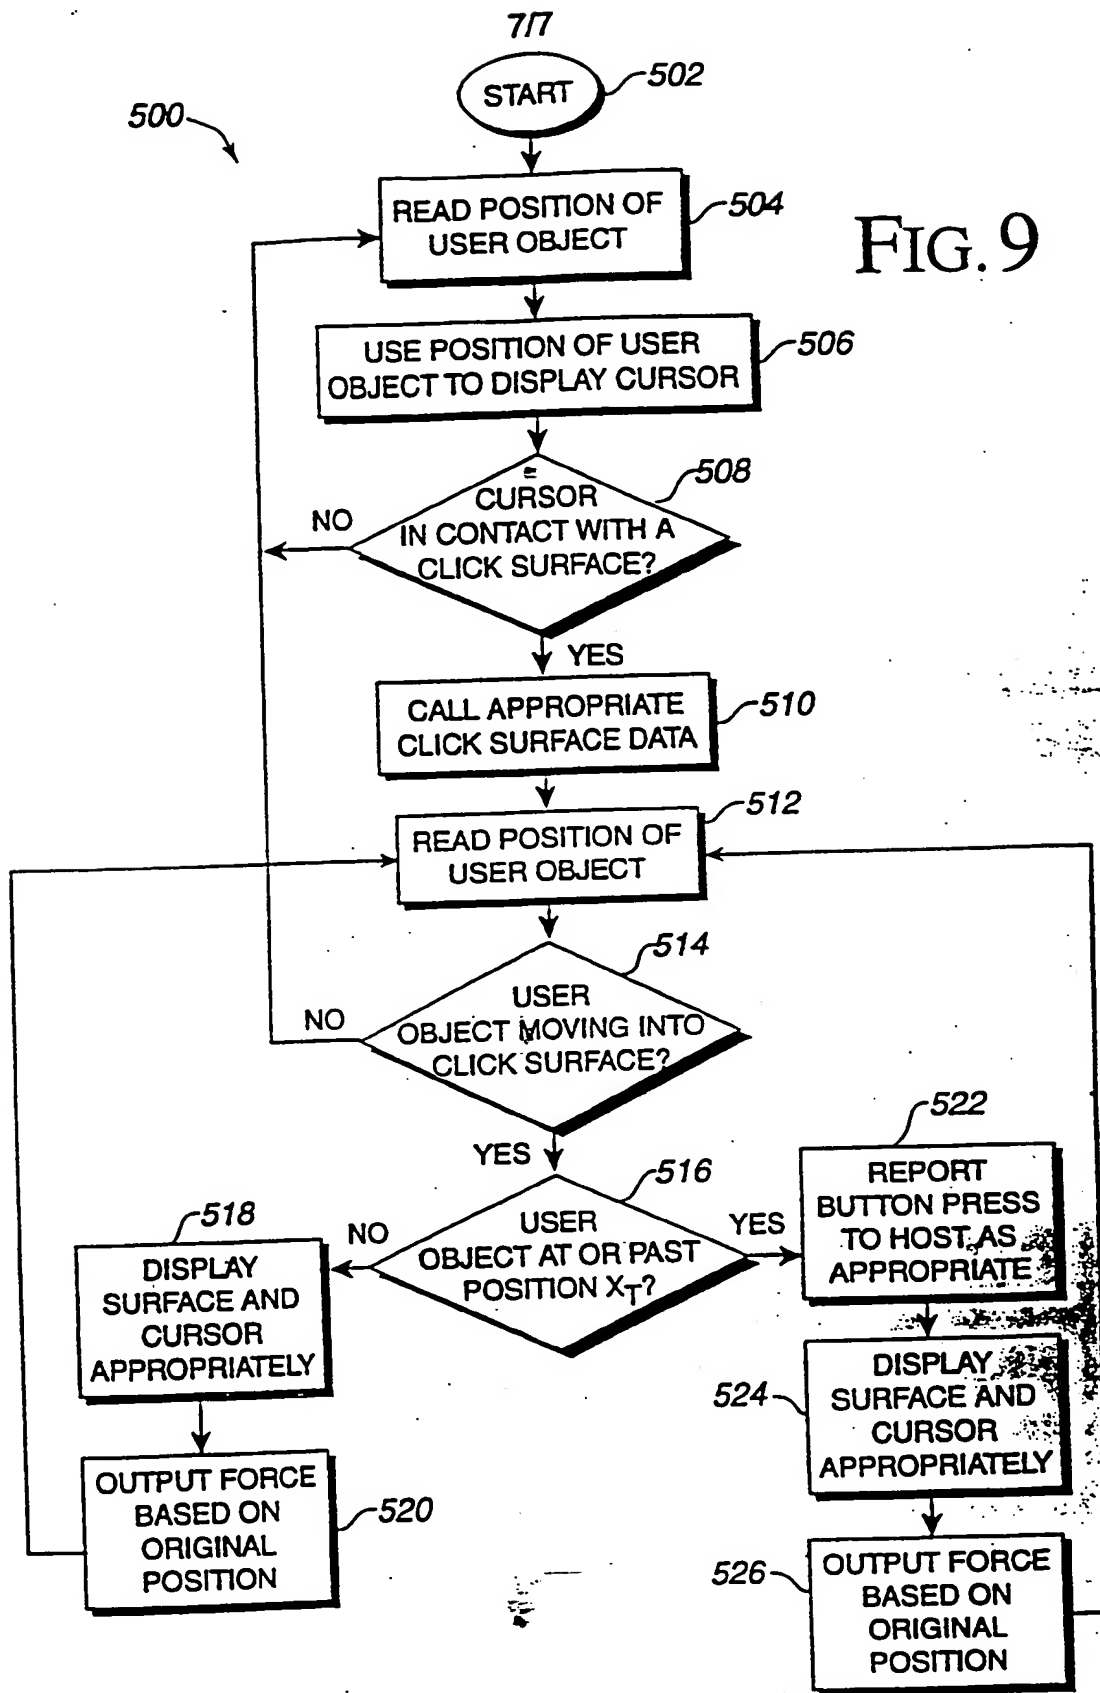 7/7
START
502
500
READ POSITION OF
USER OBJECT
504
FIG. 9
USE POSITION OF USER
OBJECT TO DISPLAY CURSOR
506
CURSOR
IN CONTACT WITH A
CLICK SURFACE?
508
NO
YES
CALL APPROPRIATE
CLICK SURFACE DATA
510
READ POSITION OF
USER OBJECT
512
USER
OBJECT MOVING INTO
CLICK SURFACE?
514
NO
YES
USER
OBJECT AT OR PAST
POSITION XT?
516
NO
YES
518
DISPLAY
SURFACE AND
CURSOR
APPROPRIATELY
522
REPORT
BUTTON PRESS
TO HOST AS
APPROPRIATE
524
DISPLAY
SURFACE AND
CURSOR
APPROPRIATELY
OUTPUT FORCE
BASED ON
ORIGINAL
POSITION
520
526
OUTPUT FORCE
BASED ON
ORIGINAL
POSITION